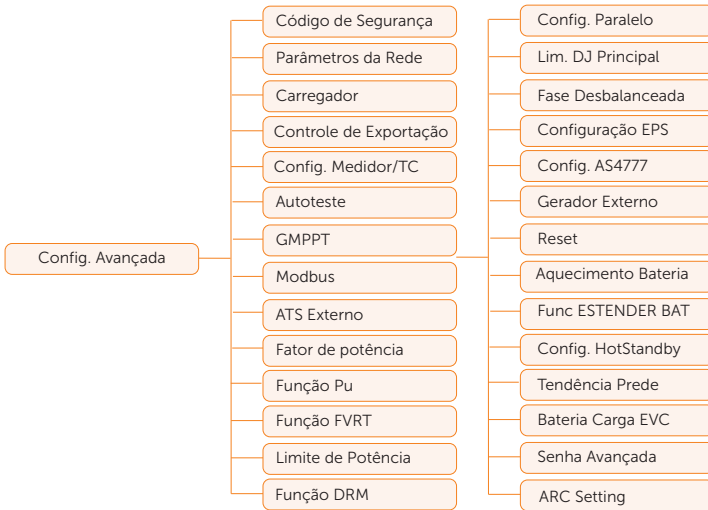 Config. Avançada
Código de Segurança
Parâmetros da Rede
Carregador
Controle de Exportação
Config. Medidor/TC
Autoteste
GMPPT
Modbus
ATS Externo
Fator de potência
Função Pu
Função FVRT
Limite de Potência
Função DRM
Config. Paralelo
Lim. DJ Principal
Fase Desbalanceada
Configuração EPS
Config. AS4777
Gerador Externo
Reset
Aquecimento Bateria
Func ESTENDER BAT
Config. HotStandby
Tendência Prede
Bateria Carga EVC
Senha Avançada
ARC Setting